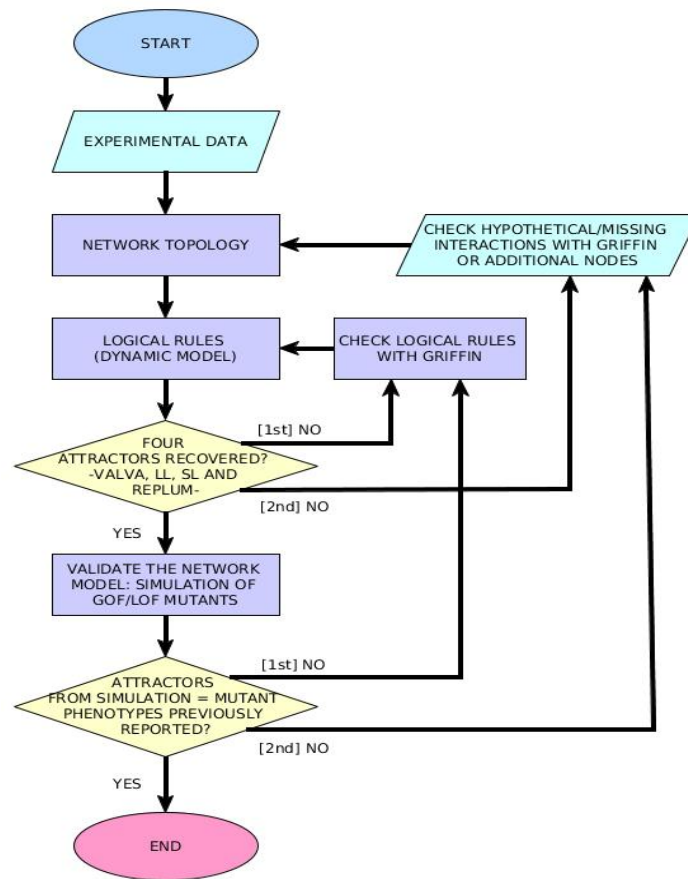 START
EXPERIMENTAL DATA
NETWORK TOPOLOGY
CHECK HYPOTHETICAL/MISSING
INTERACTIONS WITH GRIFFIN
OR ADDITIONAL NODES
LOGICAL RULES
(DYNAMIC MODEL)
CHECK LOGICAL RULES
WITH GRIFFIN
FOUR
ATTRACTORS RECOVERED?
-VALVA, LL, SL AND
REPLUM-
[1st] NO
[2nd] NO
YES
VALIDATE THE NETWORK
MODEL: SIMULATION OF
GOF/LOF MUTANTS
ATTRACTORS
FROM SIMULATION = MUTANT
PHENOTYPES PREVIOUSLY
REPORTED?
[1st] NO
[2nd] NO
YES
END